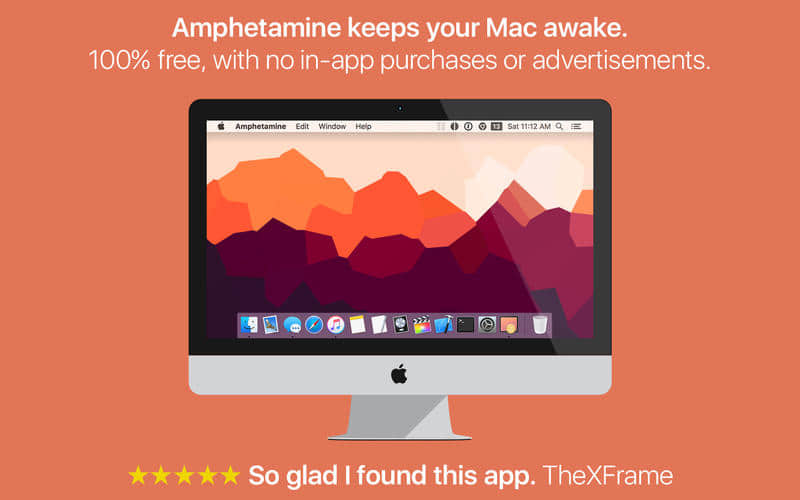 Amphetamine keeps your Mac awake.
100% free, with no in-app purchases or advertisements.
Amphetamine Edit Window Help 13 Sat 11:12 AM
★★★★★ So glad I found this app. TheXFrame